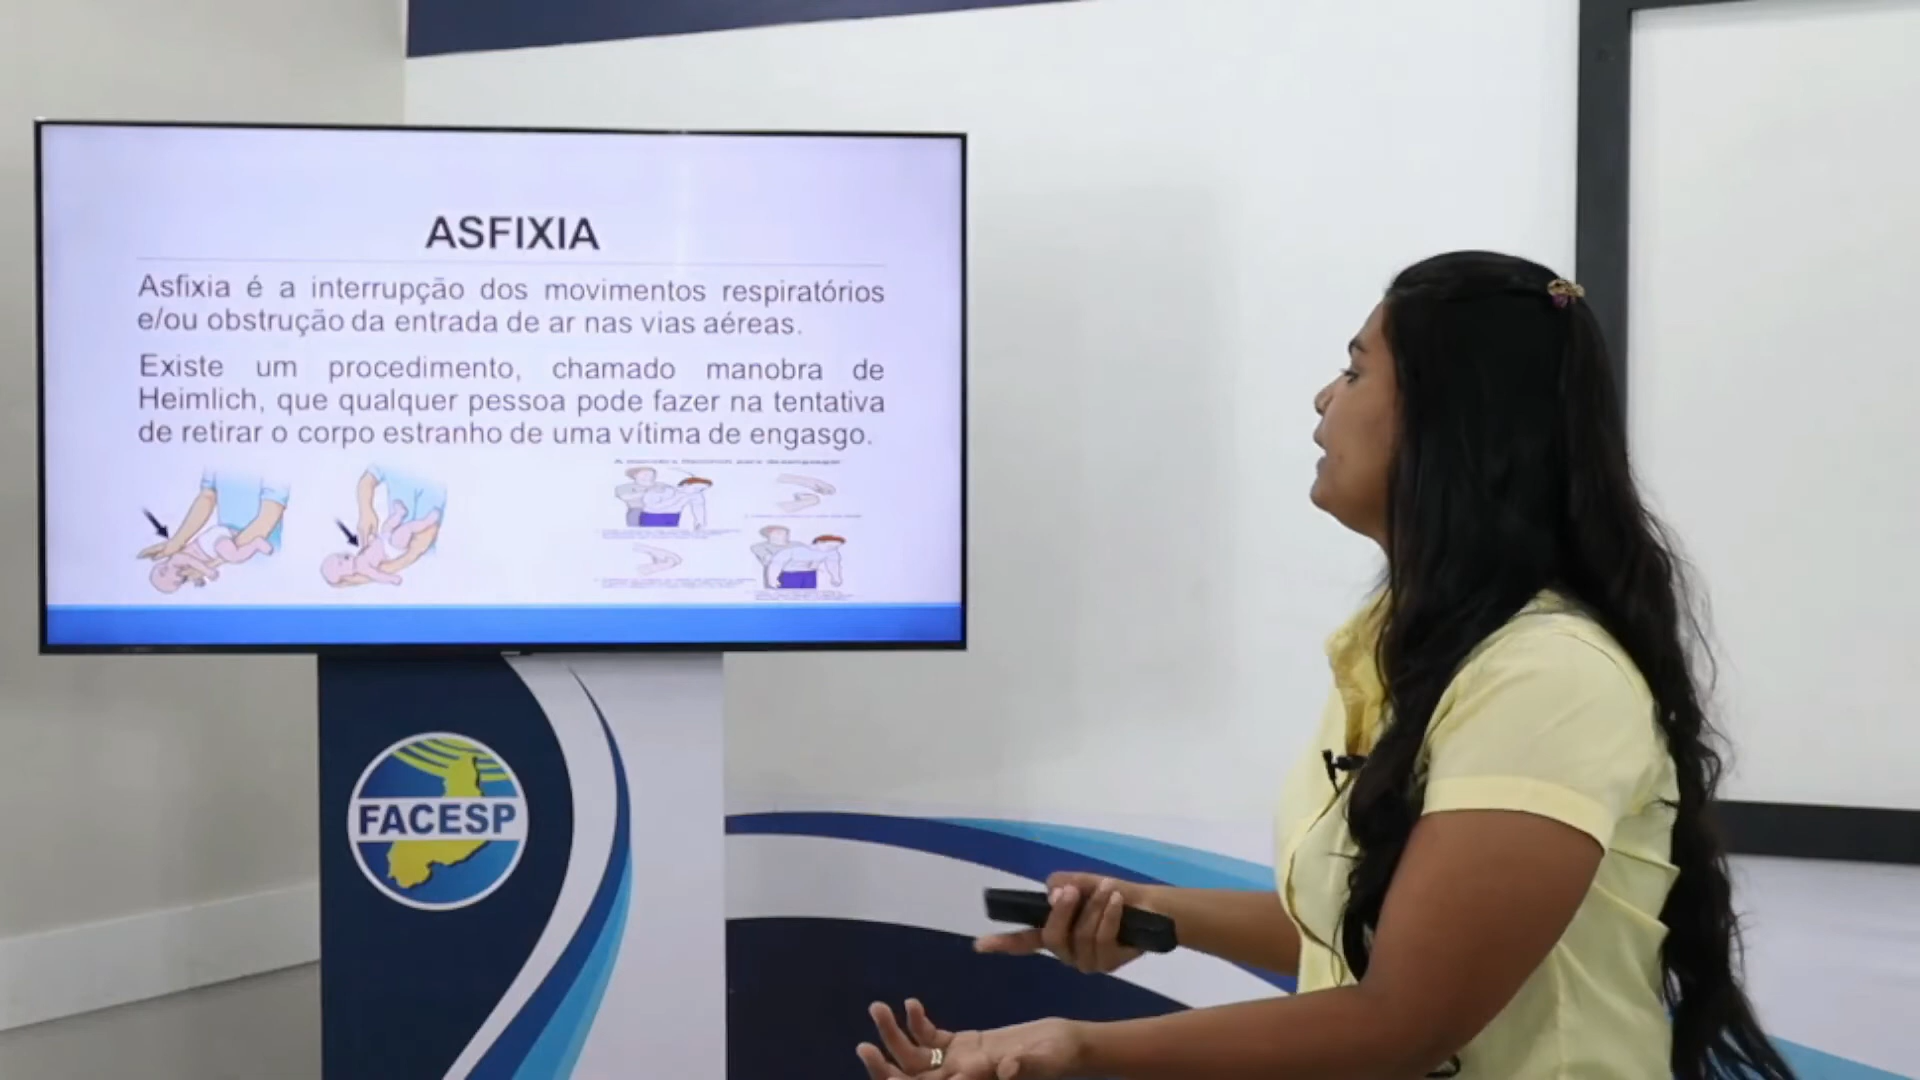 ASFIXIA
Asfixia é a interrupção dos movimentos respiratórios
e/ou obstrução da entrada de ar nas vias aéreas.
Existe um procedimento, chamado manobra de
Heimlich, que qualquer pessoa pode fazer na tentativa
de retirar o corpo estranho de uma vítima de engasgo.
FACESP